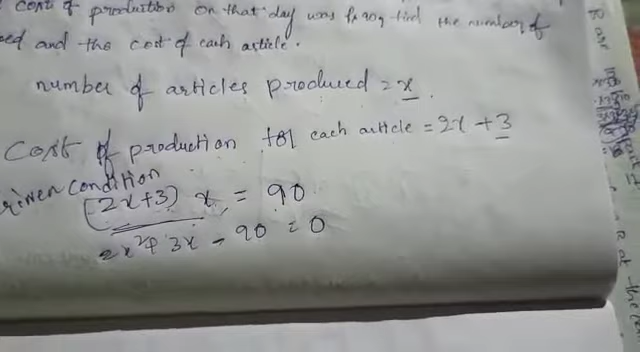 cost of production on that day was Rs 90, find the number of
and the cost of each article.
number of articles produced = x.
Cost of production for each article = 2x + 3
given condition
(2x+3) x = 90
2x² + 3x - 90 = 0